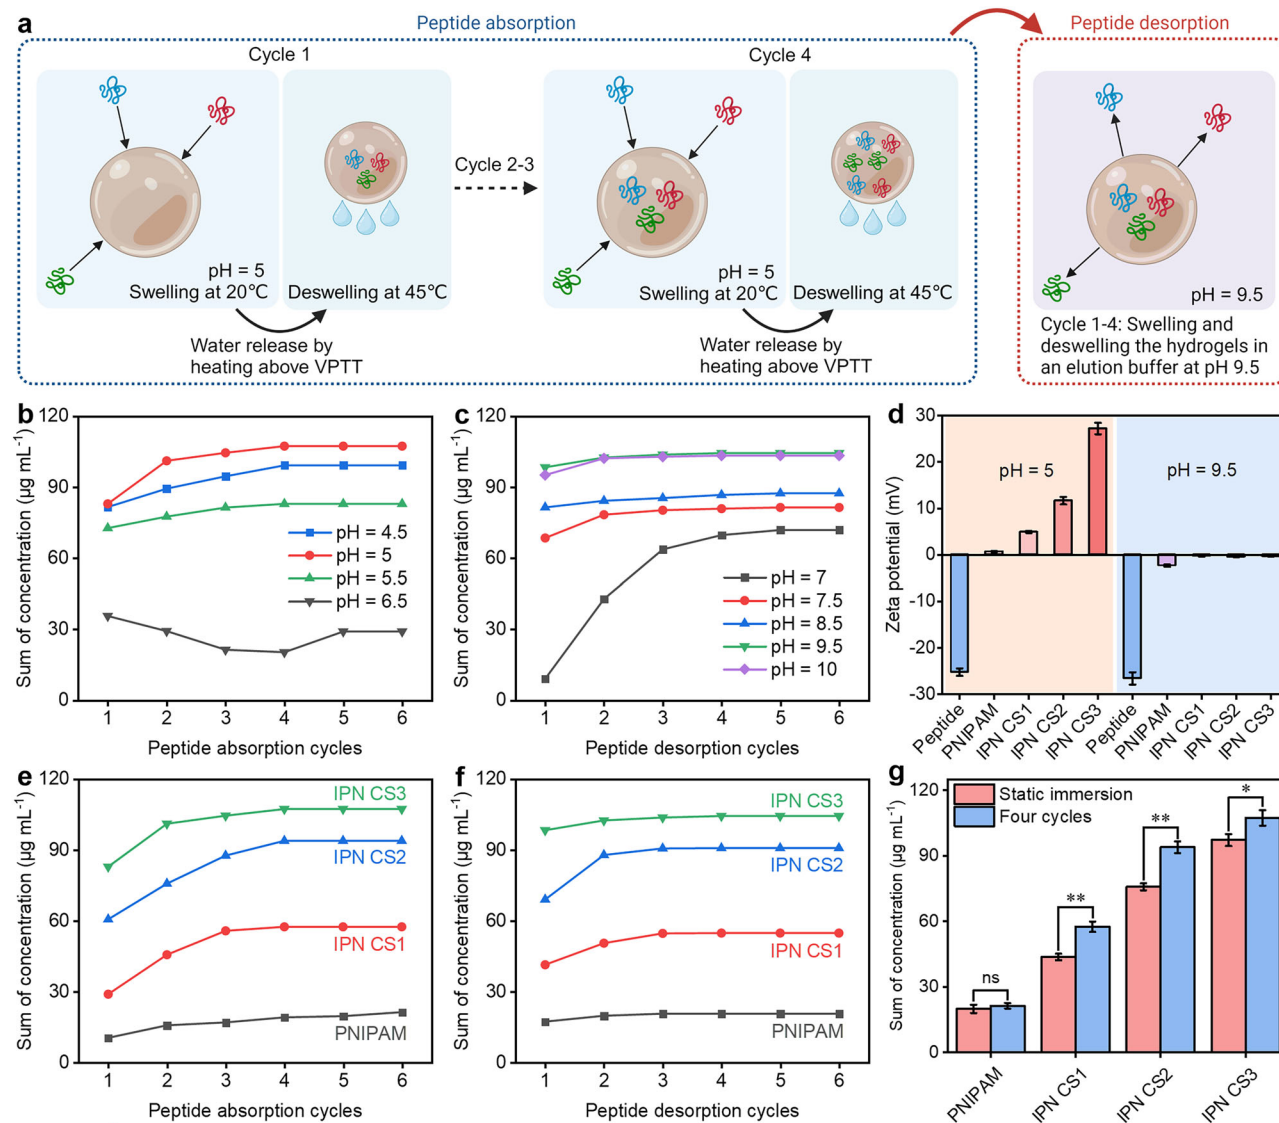 a
Peptide absorption
Peptide desorption
Cycle 1
Cycle 4
Cycle 2-3
pH = 5
Swelling at 20℃
Deswelling at 45℃
Water release by
heating above VPTT
pH = 5
Swelling at 20℃
Deswelling at 45℃
Water release by
heating above VPTT
pH = 9.5
Cycle 1-4: Swelling and
deswelling the hydrogels in
an elution buffer at pH 9.5
b
Sum of concentration (µg mL⁻¹)
120
90
60
30
0
pH = 4.5
pH = 5
pH = 5.5
pH = 6.5
1 2 3 4 5 6
Peptide absorption cycles
c
Sum of concentration (µg mL⁻¹)
120
90
60
30
0
pH = 7
pH = 7.5
pH = 8.5
pH = 9.5
pH = 10
1 2 3 4 5 6
Peptide desorption cycles
d
Zeta potential (mV)
30
20
10
0
-10
-20
-30
pH = 5
pH = 9.5
Peptide
PNIPAM
IPN CS1
IPN CS2
IPN CS3
Peptide
PNIPAM
IPN CS1
IPN CS2
IPN CS3
e
Sum of concentration (µg mL⁻¹)
120
90
60
30
0
IPN CS3
IPN CS2
IPN CS1
PNIPAM
1 2 3 4 5 6
Peptide absorption cycles
f
Sum of concentration (µg mL⁻¹)
120
90
60
30
0
IPN CS3
IPN CS2
IPN CS1
PNIPAM
1 2 3 4 5 6
Peptide desorption cycles
g
Sum of concentration (µg mL⁻¹)
120
90
60
30
0
Static immersion
Four cycles
ns
**
**
*
PNIPAM
IPN CS1
IPN CS2
IPN CS3